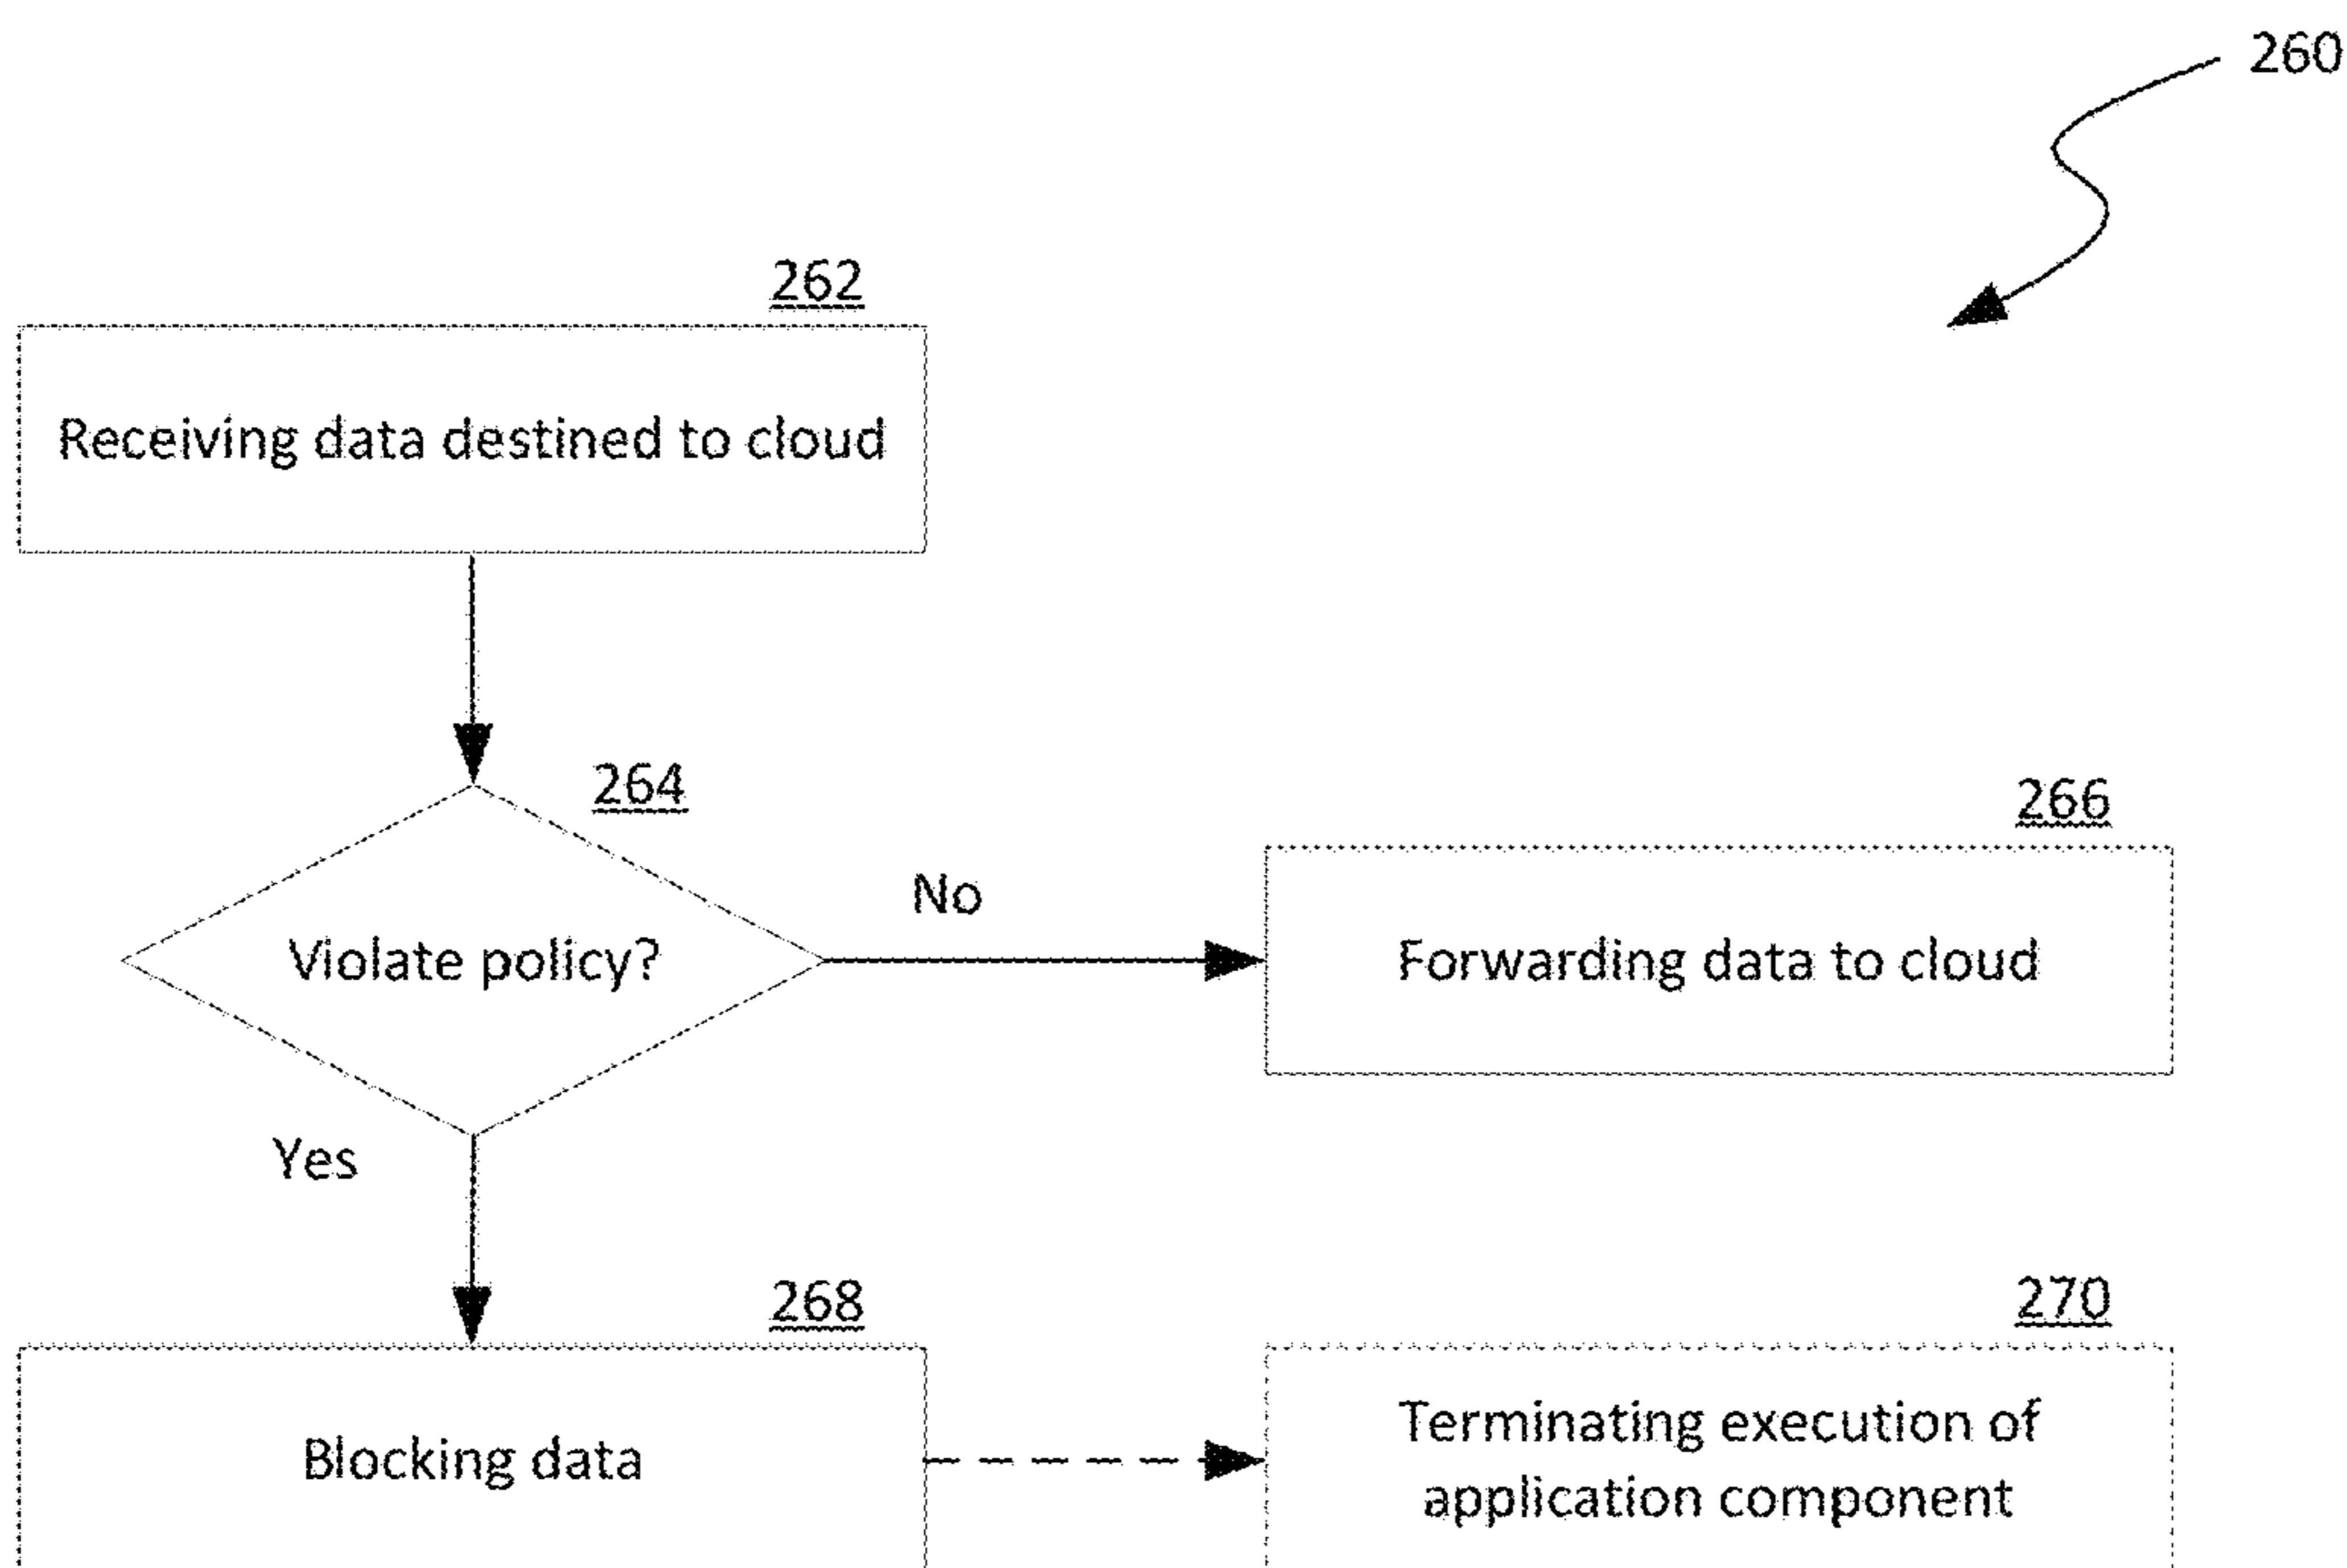 260
262
Receiving data destined to cloud
264
Violate policy?
No
266
Forwarding data to cloud
Yes
268
Blocking data
270
Terminating execution of
application component